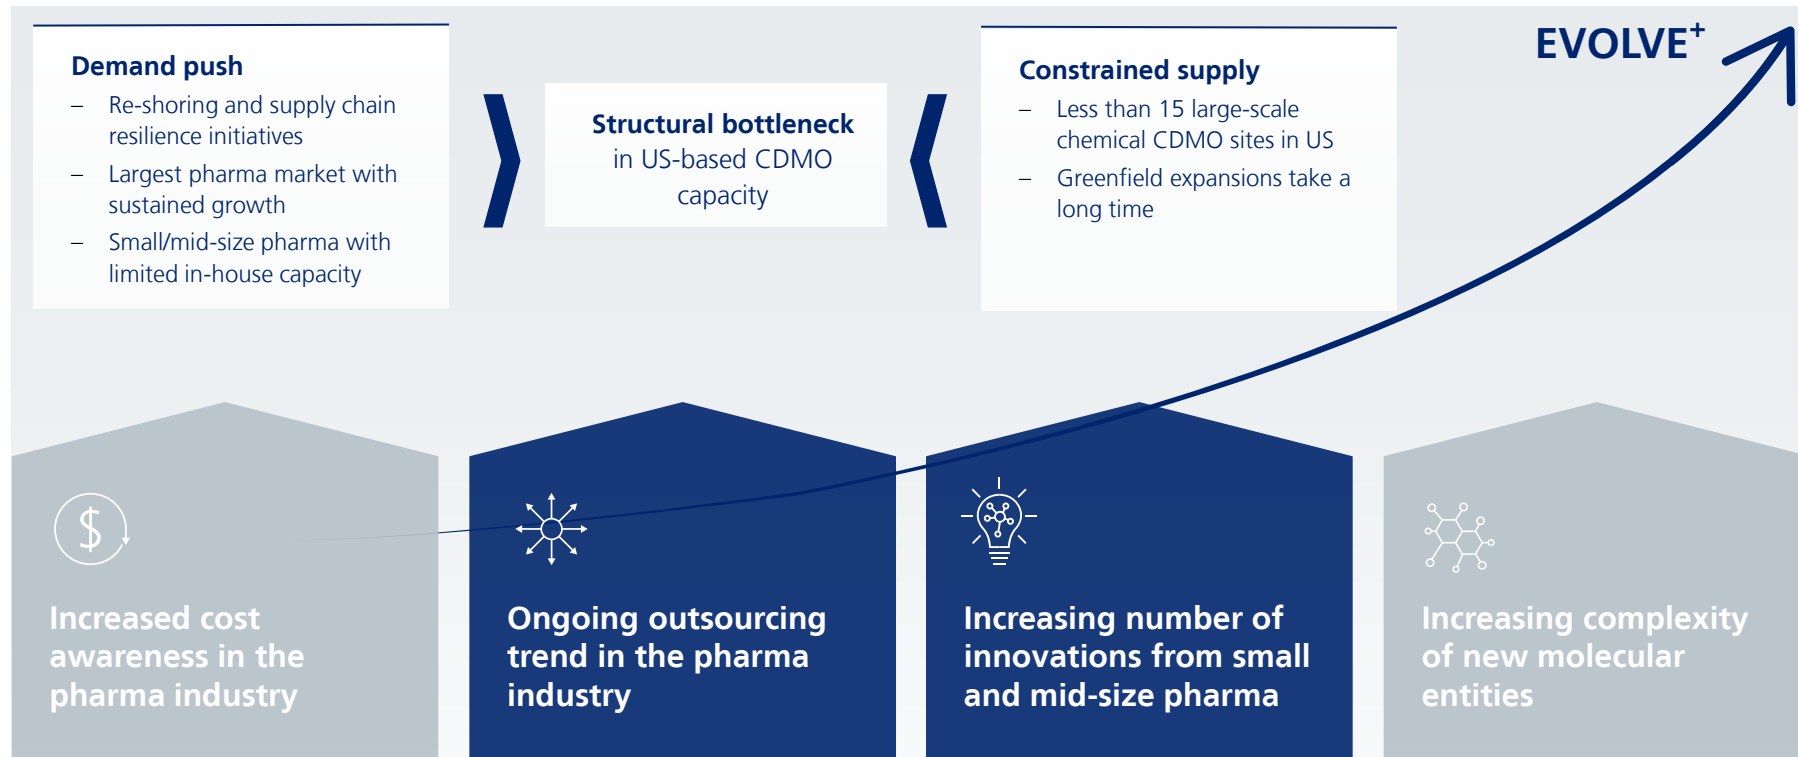 Demand push
– Re-shoring and supply chain
resilience initiatives
– Largest pharma market with
sustained growth
– Small/mid-size pharma with
limited in-house capacity
Structural bottleneck
in US-based CDMO
capacity
Constrained supply
– Less than 15 large-scale
chemical CDMO sites in US
– Greenfield expansions take a
long time
EVOLVE+
$
Increased cost
awareness in the
pharma industry
Ongoing outsourcing
trend in the pharma
industry
Increasing number of
innovations from small
and mid-size pharma
Increasing complexity
of new molecular
entities